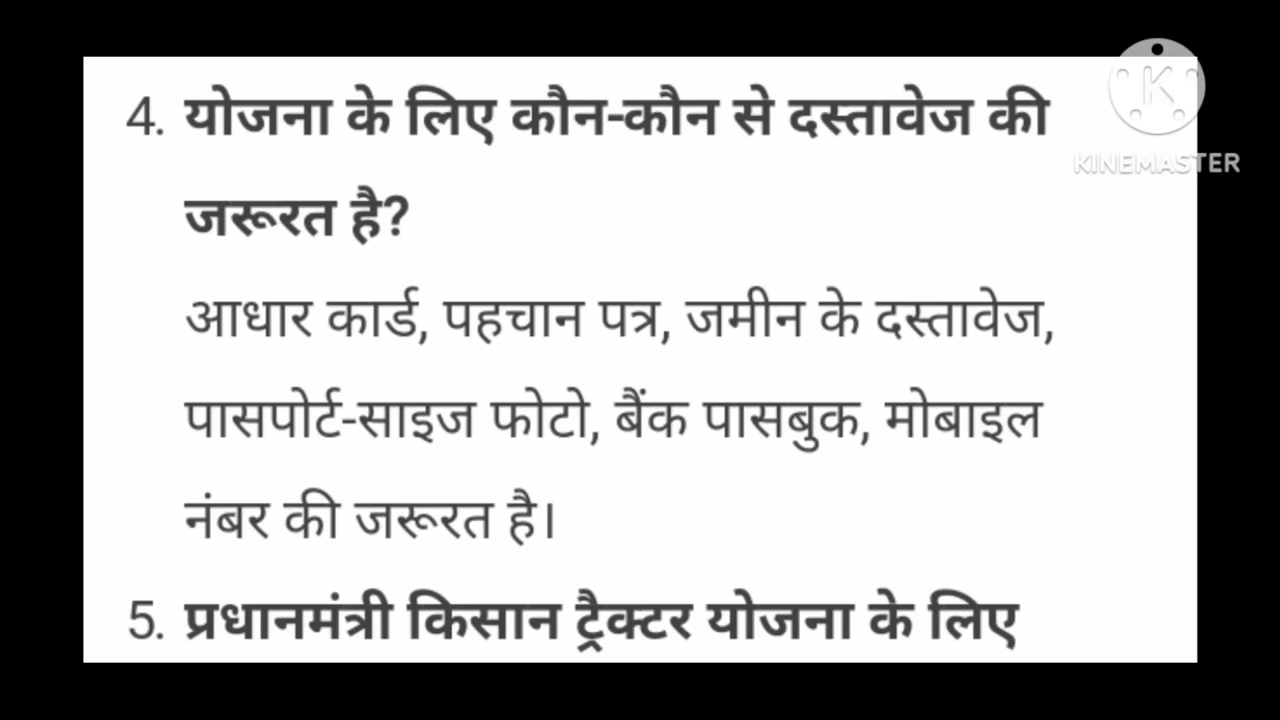 4. योजना के लिए कौन-कौन से दस्तावेज की
जरूरत है?
आधार कार्ड, पहचान पत्र, जमीन के दस्तावेज,
पासपोर्ट-साइज फोटो, बैंक पासबुक, मोबाइल
नंबर की जरूरत है।
5. प्रधानमंत्री किसान ट्रैक्टर योजना के लिए
K
KINEMASTER